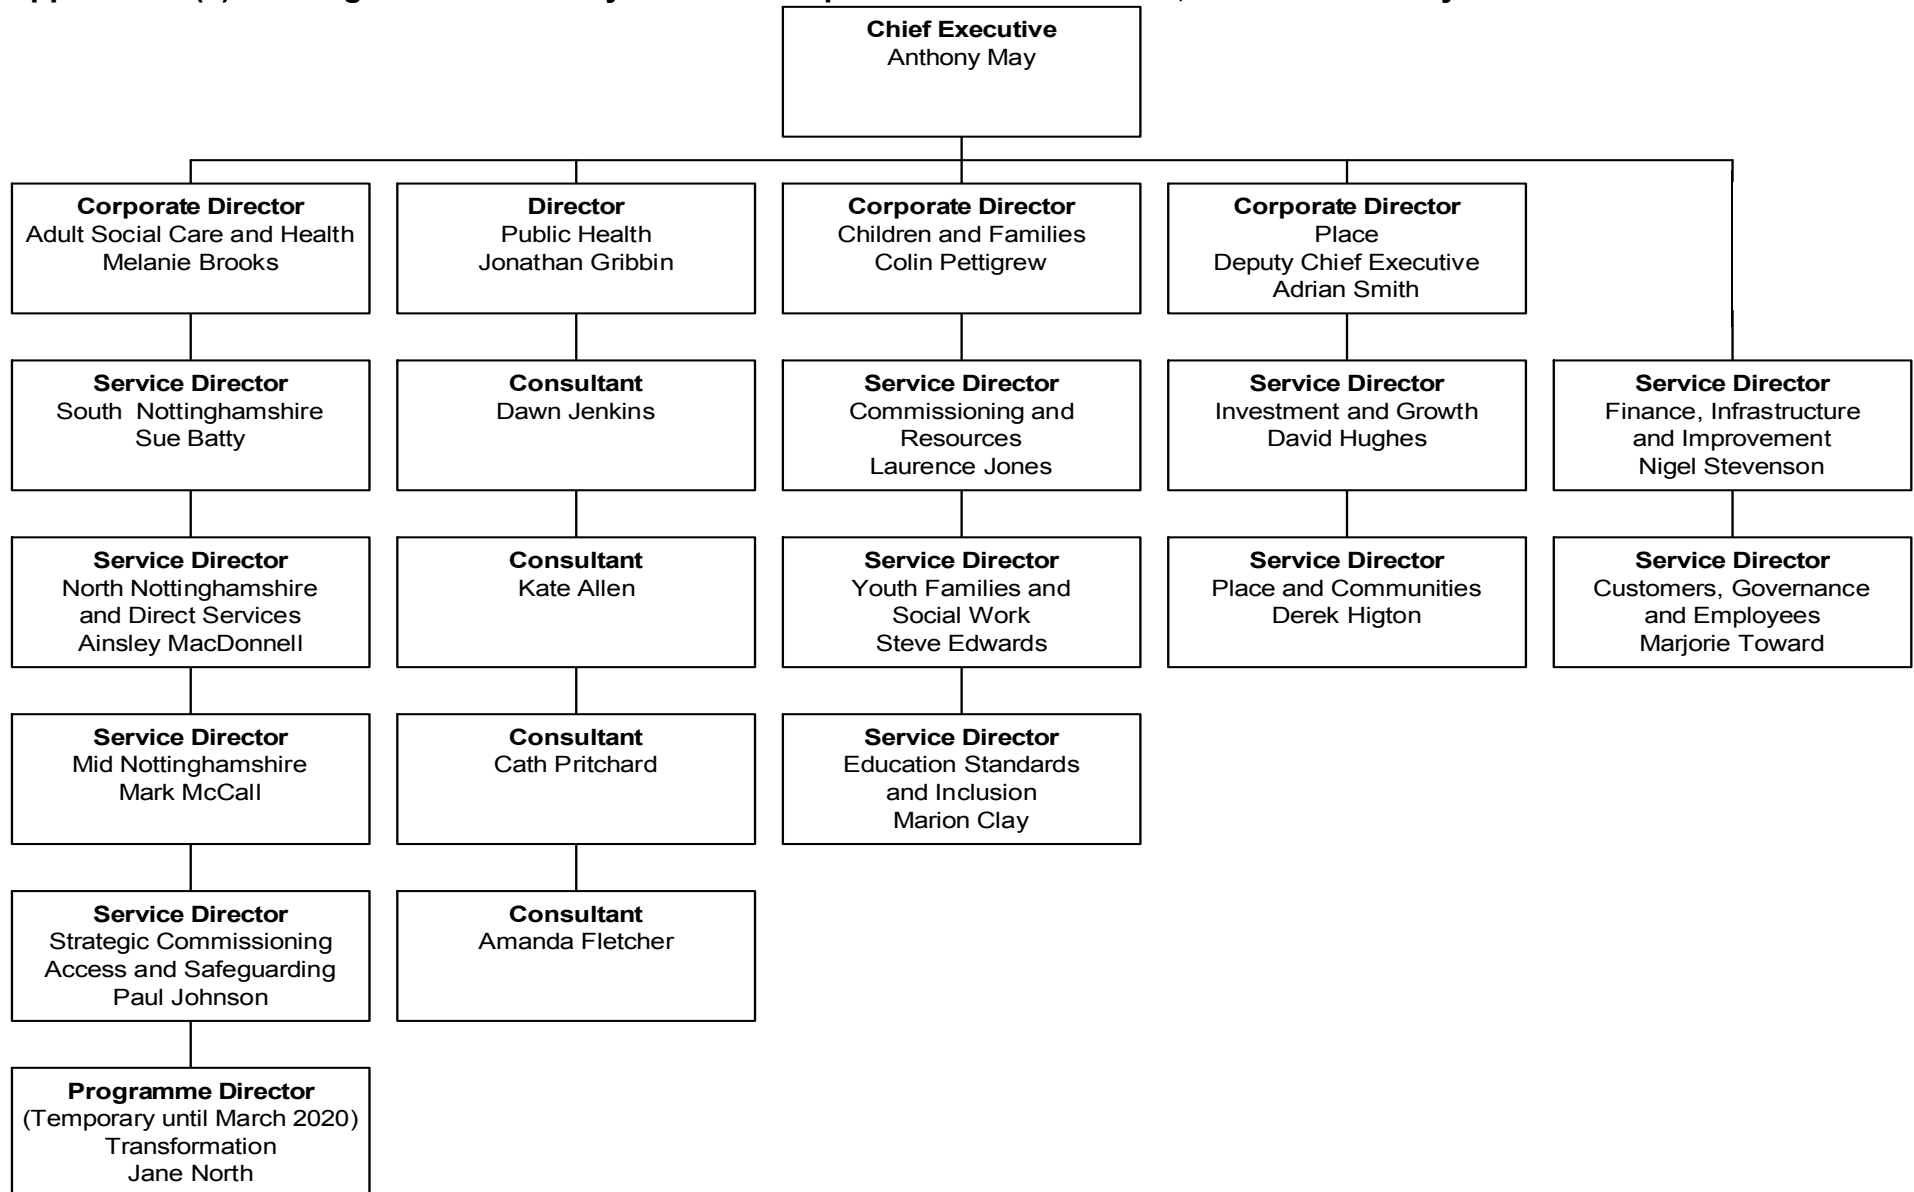 Chief Executive
Anthony May
Corporate Director
Adult Social Care and Health
Melanie Brooks
Director
Public Health
Jonathan Gribbin
Corporate Director
Children and Families
Colin Pettigrew
Corporate Director
Place
Deputy Chief Executive
Adrian Smith
Service Director
South Nottinghamshire
Sue Batty
Consultant
Dawn Jenkins
Service Director
Commissioning and
Resources
Laurence Jones
Service Director
Investment and Growth
David Hughes
Service Director
Finance, Infrastructure
and Improvement
Nigel Stevenson
Service Director
North Nottinghamshire
and Direct Services
Ainsley MacDonnell
Consultant
Kate Allen
Service Director
Youth Families and
Social Work
Steve Edwards
Service Director
Place and Communities
Derek Higton
Service Director
Customers, Governance
and Employees
Marjorie Toward
Service Director
Mid Nottinghamshire
Mark McCall
Consultant
Cath Pritchard
Service Director
Education Standards
and Inclusion
Marion Clay
Service Director
Strategic Commissioning
Access and Safeguarding
Paul Johnson
Consultant
Amanda Fletcher
Programme Director
(Temporary until March 2020)
Transformation
Jane North